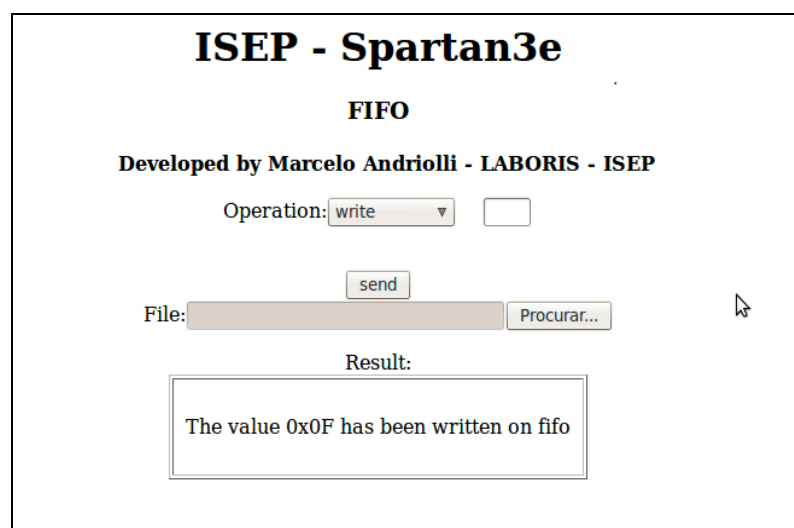 ISEP - Spartan3e
FIFO
Developed by Marcelo Andriolli - LABORIS - ISEP
Operation: write
send
File: Procurar...
Result:
The value 0x0F has been written on fifo